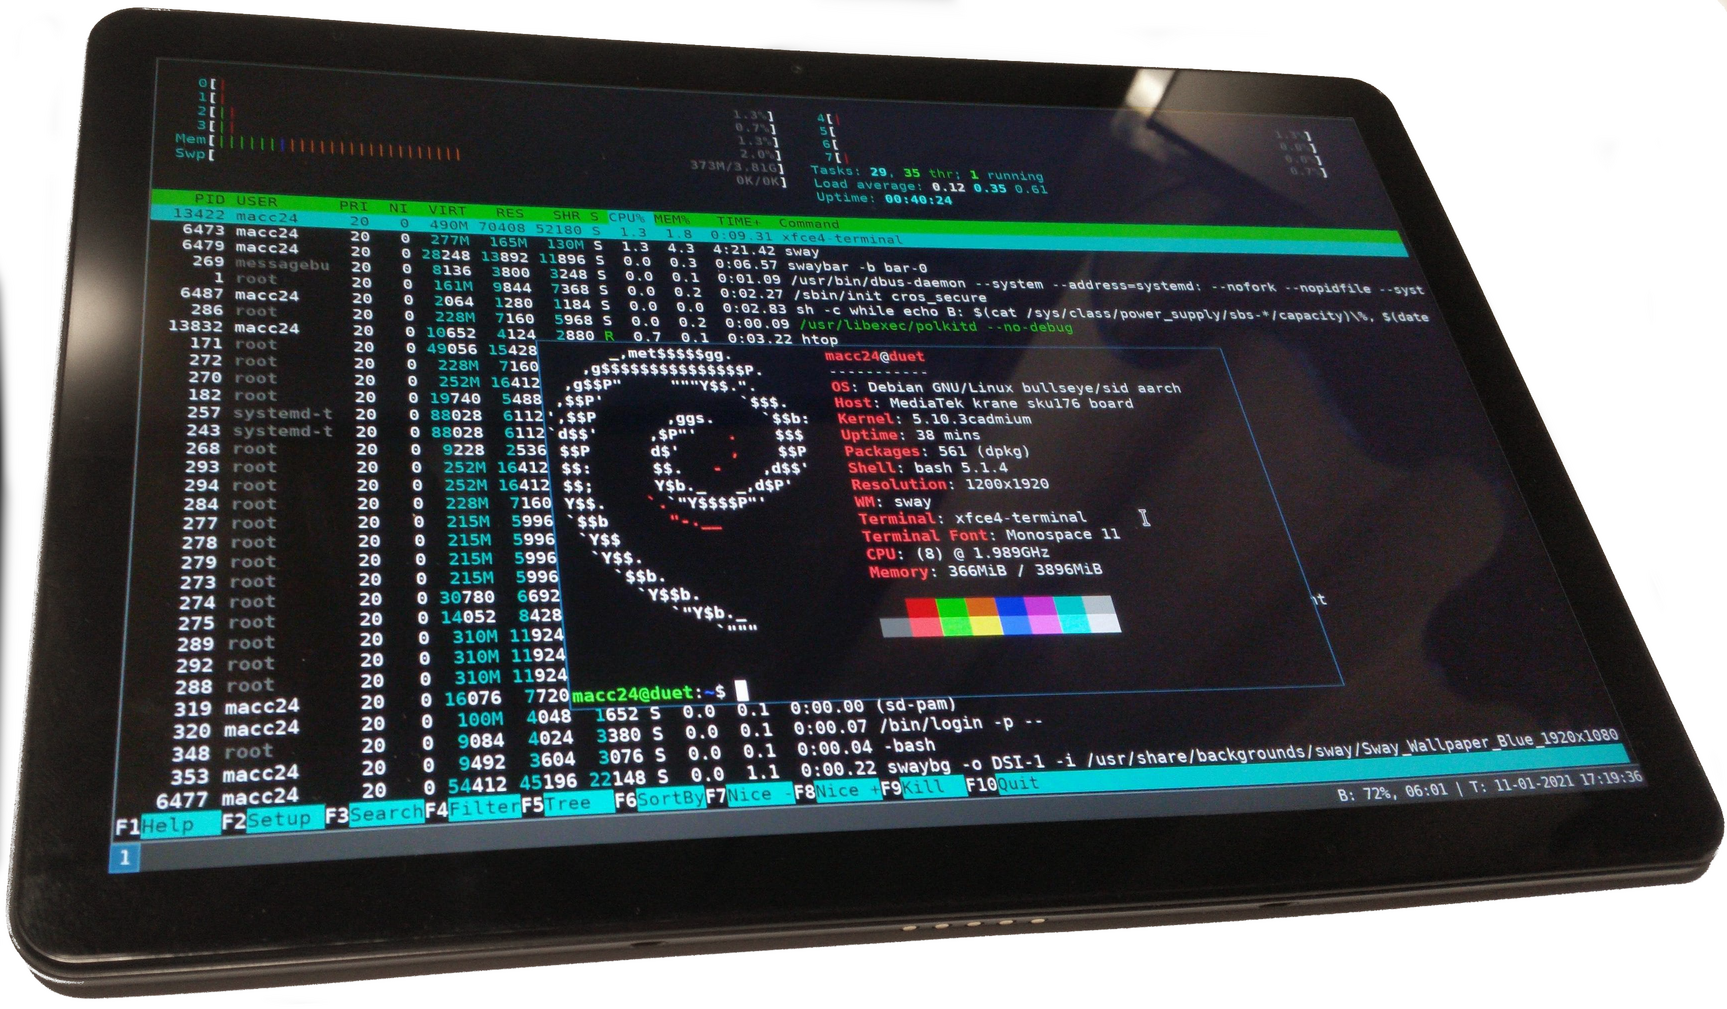 0[ 1.3%]
1[ 0.7%]
2[ 1.3%]
3[ 2.0%]
Mem[ 373M/3.81G]
Swp[ 0K/0K]
4[ 1.3%]
5[ 0.0%]
6[ 0.0%]
7[ 0.7%]
Tasks: 29, 35 thr; 1 running
Load average: 0.12 0.35 0.61
Uptime: 00:40:24
PID USER PRI NI VIRT RES SHR S CPU% MEM% TIME+ Command
13422 macc24 20 0 490M 70408 52180 S 1.3 1.8 0:09.31 xfce4-terminal
6473 macc24 20 0 277M 165M 130M S 1.3 4.3 4:21.42 sway
6479 macc24 20 0 28248 13892 11896 S 0.0 0.3 0:06.57 swaybar -b bar-0
269 messagebu 20 0 8136 3800 3248 S 0.0 0.1 0:01.09 /usr/bin/dbus-daemon --system --address=systemd: --nofork --nopidfile --syst
1 root 20 0 161M 9844 7368 S 0.0 0.2 0:02.27 /sbin/init cros_secure
6487 macc24 20 0 2064 1280 1184 S 0.0 0.0 0:02.83 sh -c while echo B: $(cat /sys/class/power_supply/sbs-*/capacity)\%, $(date
286 root 20 0 228M 7160 5968 S 0.0 0.2 0:00.09 /usr/libexec/polkitd --no-debug
13832 macc24 20 0 10652 4124 2880 R 0.7 0.1 0:03.22 htop
171 root 20 0 49056 15428
272 root 20 0 228M 7160
270 root 20 0 252M 16412
182 root 20 0 19740 5488
257 systemd-t 20 0 88028 6112
243 systemd-t 20 0 88028 6112
268 root 20 0 9228 2536
293 root 20 0 252M 16412
294 root 20 0 252M 16412
284 root 20 0 228M 7160
277 root 20 0 215M 5996
278 root 20 0 215M 5996
279 root 20 0 215M 5996
273 root 20 0 215M 5996
274 root 20 0 30780 6692
275 root 20 0 14052 8428
289 root 20 0 310M 11924
292 root 20 0 310M 11924
288 root 20 0 310M 11924
319 macc24 20 0 16076 7720
320 macc24 20 0 100M 4048 1652 S 0.0 0.1 0:00.00 (sd-pam)
348 root 20 0 9084 4024 3380 S 0.0 0.1 0:00.07 /bin/login -p --
353 macc24 20 0 9492 3604 3076 S 0.0 0.1 0:00.04 -bash
6477 macc24 20 0 54412 45196 22148 S 0.0 1.1 0:00.22 swaybg -o DSI-1 -i /usr/share/backgrounds/sway/Sway_Wallpaper_Blue_1920x1080
_,met$$$$$gg.
,g$$$$$$$$$$$$$$$P.
,g$$P" """Y$$.".
,$$P' `$$$.
',$$P ,ggs. `$$b:
`d$$' ,$P"' . $$$
$$P d$' , $$P
$$: $$. - ,d$$'
$$; Y$b._ _,d$P'
Y$$. `.`"Y$$$$P"'
`$$b "-.__
`Y$$
`Y$$.
`$$b.
`Y$$b.
`"Y$b._
`"""
macc24@duet
-----------
OS: Debian GNU/Linux bullseye/sid aarch
Host: MediaTek krane sku176 board
Kernel: 5.10.3cadmium
Uptime: 38 mins
Packages: 561 (dpkg)
Shell: bash 5.1.4
Resolution: 1200x1920
WM: sway
Terminal: xfce4-terminal
Terminal Font: Monospace 11
CPU: (8) @ 1.989GHz
Memory: 366MiB / 3896MiB
macc24@duet:~$
F1Help F2Setup F3SearchF4FilterF5Tree F6SortByF7Nice -F8Nice +F9Kill F10Quit
1
B: 72%, 06:01 | T: 11-01-2021 17:19:36